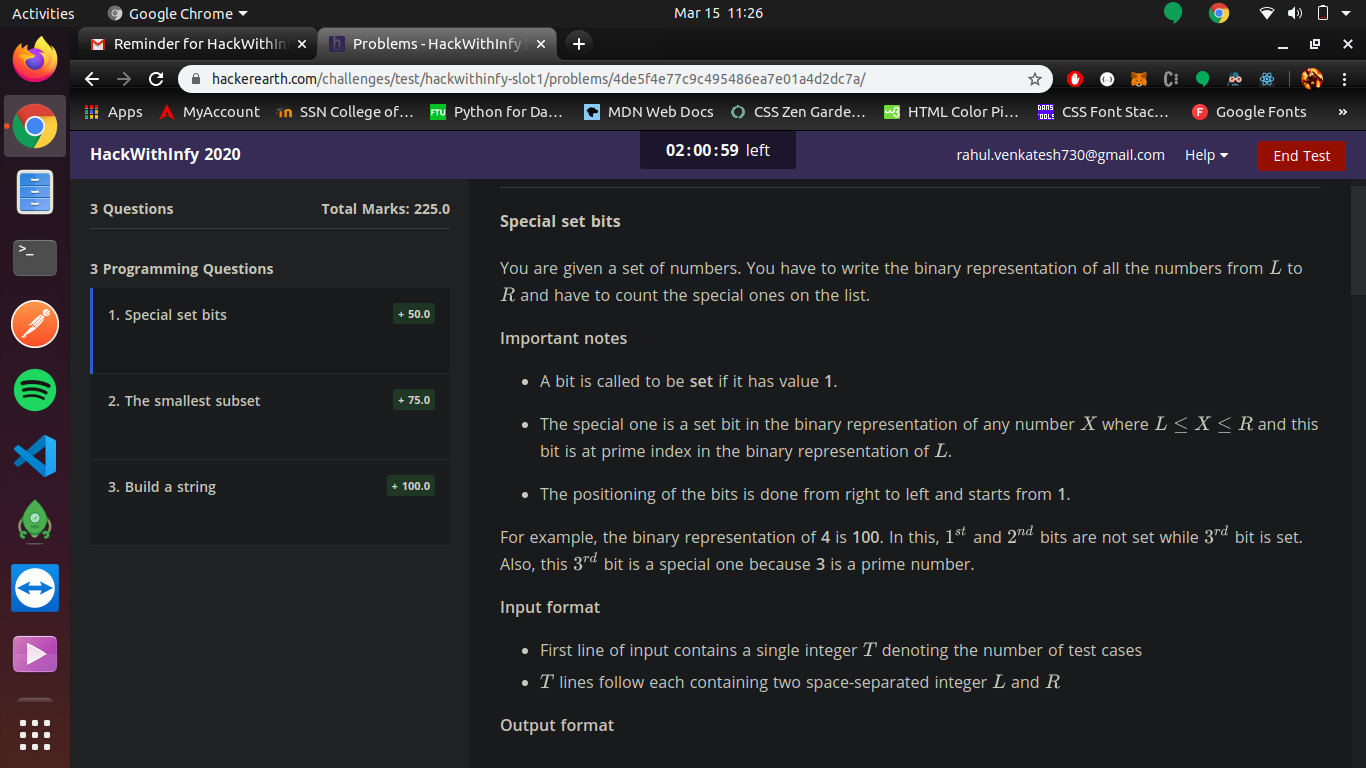 Activities
Google Chrome
Mar 15 11:26
Reminder for HackWithIn
Problems - HackWithInfy
hackerearth.com/challenges/test/hackwithinfy-slot1/problems/4de5f4e77c9c495486ea7e01a4d2dc7a/
Apps
MyAccount
SSN College of...
FTU
Python for Da...
MDN Web Docs
CSS Zen Garde...
HTML Color Pi...
CSS Font Stac...
Google Fonts
»
HackWithInfy 2020
02:00:59 left
rahul.venkatesh730@gmail.com
Help
End Test
3 Questions
Total Marks: 225.0
3 Programming Questions
1. Special set bits
+ 50.0
2. The smallest subset
+ 75.0
3. Build a string
+ 100.0
Special set bits
You are given a set of numbers. You have to write the binary representation of all the numbers from L to
R and have to count the special ones on the list.
Important notes
• A bit is called to be set if it has value 1.
• The special one is a set bit in the binary representation of any number X where L ≤ X ≤ R and this
bit is at prime index in the binary representation of L.
• The positioning of the bits is done from right to left and starts from 1.
For example, the binary representation of 4 is 100. In this, 1st and 2nd bits are not set while 3rd bit is set.
Also, this 3rd bit is a special one because 3 is a prime number.
Input format
• First line of input contains a single integer T denoting the number of test cases
• T lines follow each containing two space-separated integer L and R
Output format